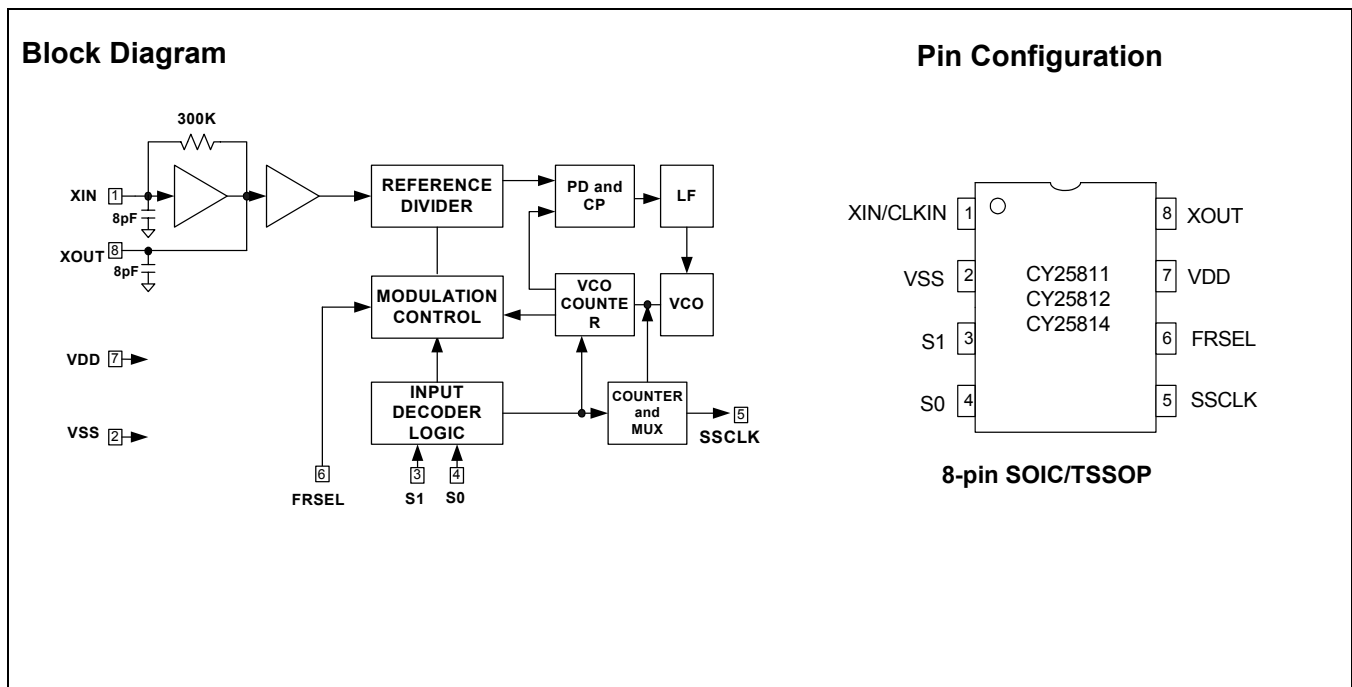 Block Diagram
300K
XIN
1
8pF
XOUT
8
8pF
REFERENCE
DIVIDER
PD and
CP
LF
MODULATION
CONTROL
VCO
COUNTE
R
VCO
VDD
7
VSS
2
INPUT
DECODER
LOGIC
COUNTER
and
MUX
5
SSCLK
6
FRSEL
3
S1
4
S0
Pin Configuration
XIN/CLKIN
1
VSS
2
S1
3
S0
4
CY25811
CY25812
CY25814
8
XOUT
7
VDD
6
FRSEL
5
SSCLK
8-pin SOIC/TSSOP